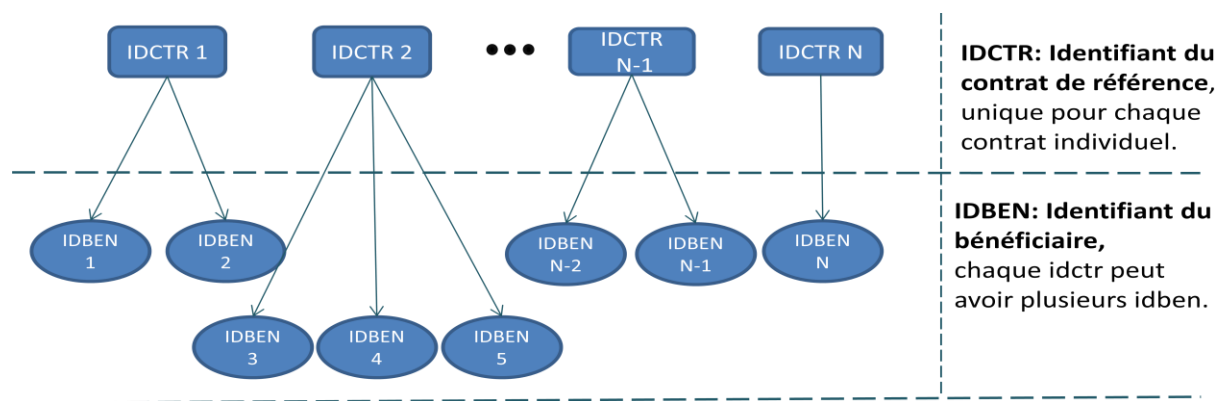 IDCTR 1
IDCTR 2
•••
IDCTR
N-1
IDCTR N
IDCTR: Identifiant du
contrat de référence,
unique pour chaque
contrat individuel.
IDBEN
1
IDBEN
2
IDBEN
N-2
IDBEN
N-1
IDBEN
N
IDBEN: Identifiant du
bénéficiaire,
chaque idctr peut
avoir plusieurs idben.
IDBEN
3
IDBEN
4
IDBEN
5